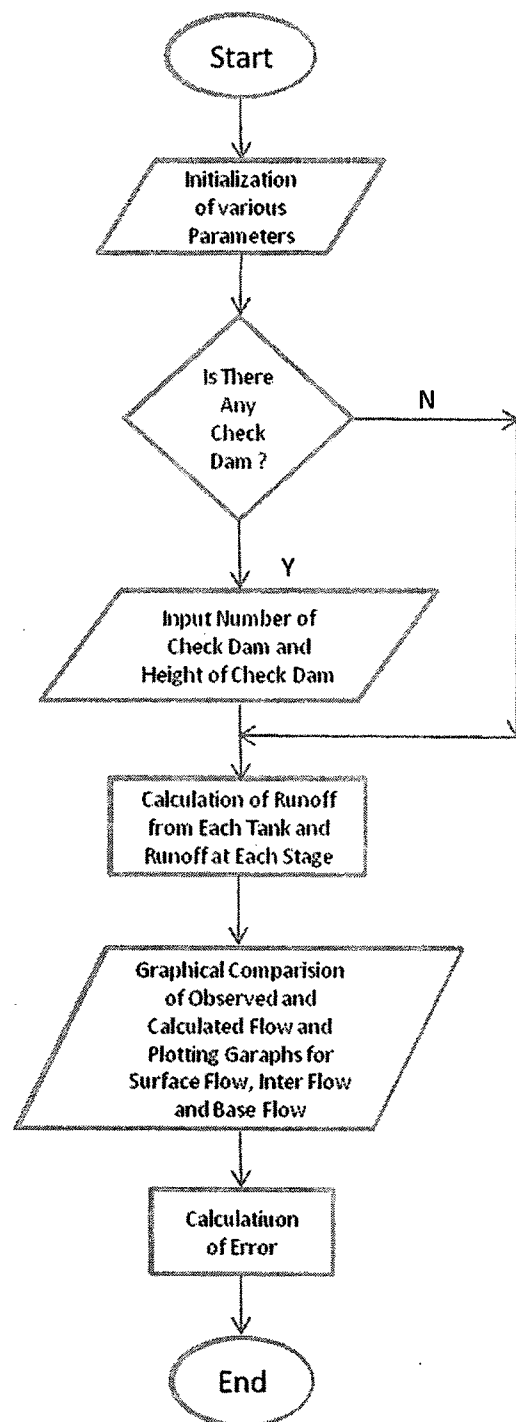 Start
Initialization
of various
Parameters
Is There
Any
Check
Dam ?
N
Y
Input Number of
Check Dam and
Height of Check Dam
Calculation of Runoff
from Each Tank and
Runoff at Each Stage
Graphical Comparision
of Observed and
Calculated Flow and
Plotting Garaphs for
Surface Flow, Inter Flow
and Base Flow
Calculatiuon
of Error
End